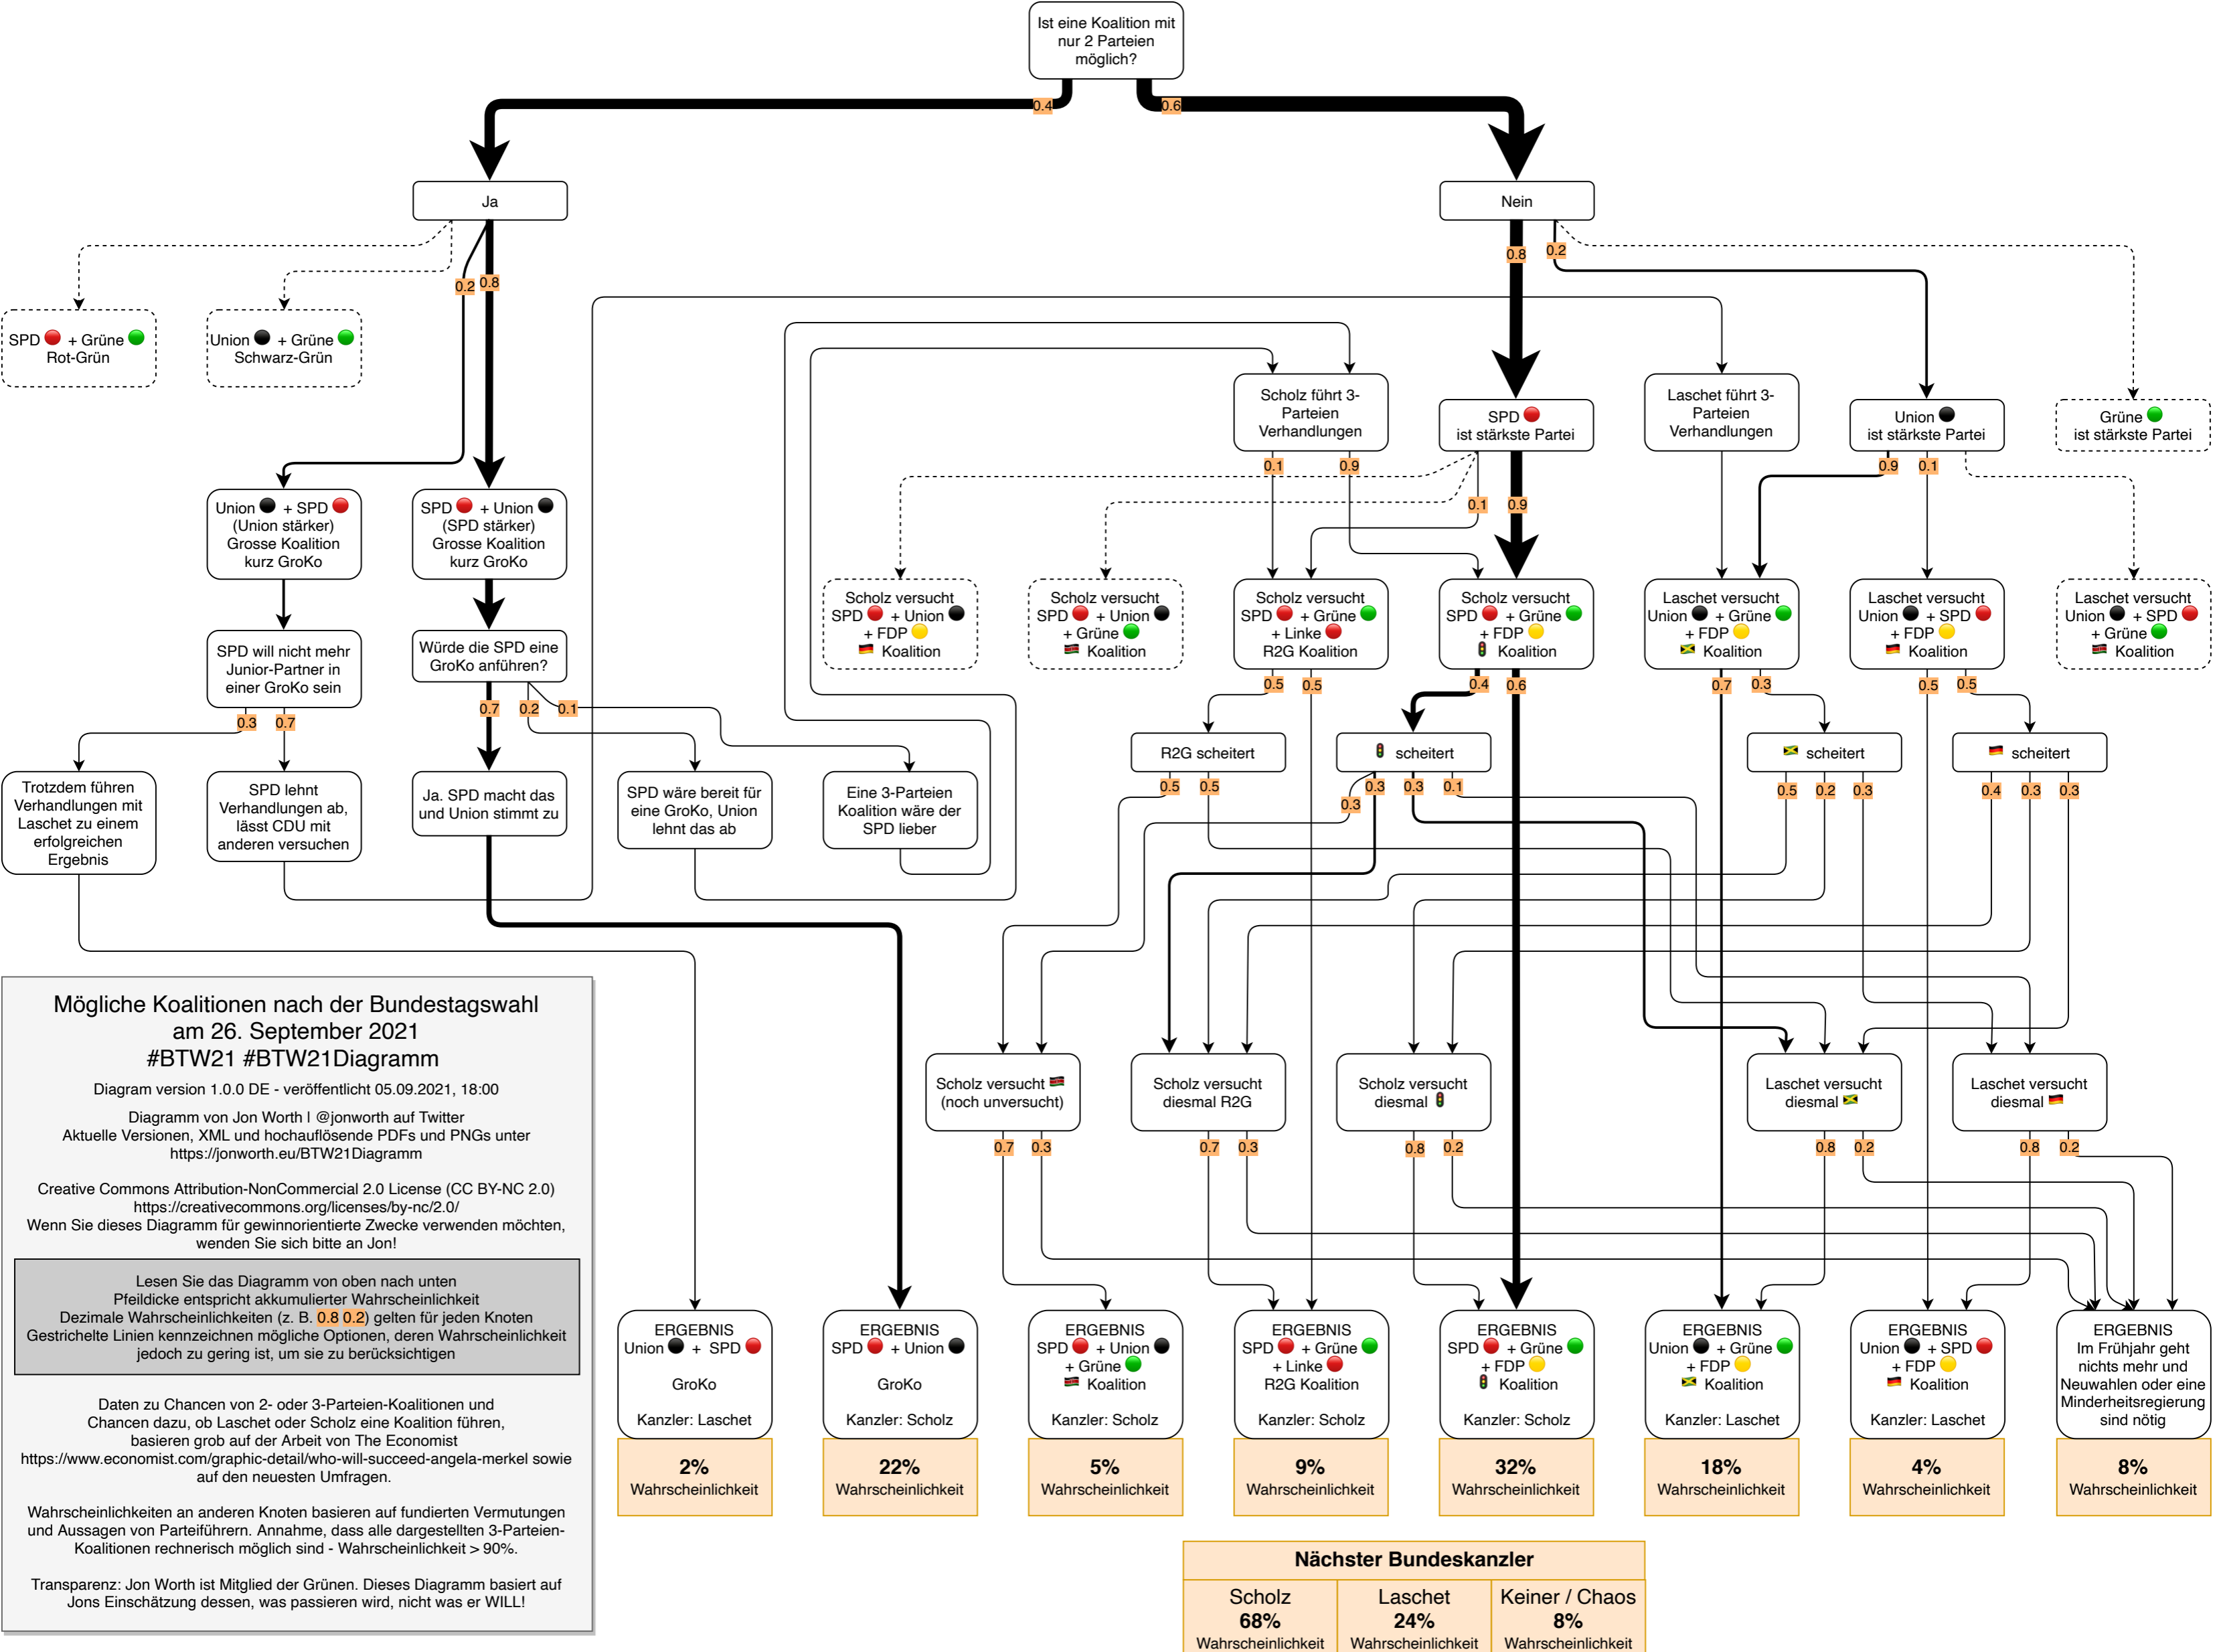 Ist eine Koalition mit
nur 2 Parteien
möglich?
0.4
0.6
Ja
Nein
0.2
0.8
0.8
0.2
SPD + Grüne
Rot-Grün
Union + Grüne
Schwarz-Grün
Scholz führt 3-
Parteien
Verhandlungen
SPD
ist stärkste Partei
Laschet führt 3-
Parteien
Verhandlungen
Union
ist stärkste Partei
Grüne
ist stärkste Partei
0.1
0.9
0.1
0.9
0.9
0.1
Union + SPD
(Union stärker)
Grosse Koalition
kurz GroKo
SPD + Union
(SPD stärker)
Grosse Koalition
kurz GroKo
Scholz versucht
SPD + Union
+ FDP
Koalition
Scholz versucht
SPD + Union
+ Grüne
Koalition
Scholz versucht
SPD + Grüne
+ Linke
R2G Koalition
Scholz versucht
SPD + Grüne
+ FDP
Koalition
Laschet versucht
Union + Grüne
+ FDP
Koalition
Laschet versucht
Union + SPD
+ FDP
Koalition
Laschet versucht
Union + SPD
+ Grüne
Koalition
SPD will nicht mehr
Junior-Partner in
einer GroKo sein
Würde die SPD eine
GroKo anführen?
0.5
0.5
0.4
0.6
0.7
0.3
0.5
0.5
0.3
0.7
0.7
0.2
0.1
R2G scheitert
scheitert
scheitert
scheitert
Trotzdem führen
Verhandlungen mit
Laschet zu einem
erfolgreichen
Ergebnis
SPD lehnt
Verhandlungen ab,
lässt CDU mit
anderen versuchen
Ja. SPD macht das
und Union stimmt zu
SPD wäre bereit für
eine GroKo, Union
lehnt das ab
Eine 3-Parteien
Koalition wäre der
SPD lieber
0.5
0.5
0.3
0.3
0.3
0.1
0.5
0.2
0.3
0.4
0.3
0.3
Scholz versucht
(noch unversucht)
Scholz versucht
diesmal R2G
Scholz versucht
diesmal
Laschet versucht
diesmal
Laschet versucht
diesmal
0.7
0.3
0.7
0.3
0.8
0.2
0.8
0.2
0.8
0.2
Mögliche Koalitionen nach der Bundestagswahl
am 26. September 2021
#BTW21 #BTW21Diagramm
Diagram version 1.0.0 DE - veröffentlicht 05.09.2021, 18:00
Diagramm von Jon Worth | @jonworth auf Twitter
Aktuelle Versionen, XML und hochauflösende PDFs und PNGs unter
https://jonworth.eu/BTW21Diagramm
Creative Commons Attribution-NonCommercial 2.0 License (CC BY-NC 2.0)
https://creativecommons.org/licenses/by-nc/2.0/
Wenn Sie dieses Diagramm für gewinnorientierte Zwecke verwenden möchten,
wenden Sie sich bitte an Jon!
Lesen Sie das Diagramm von oben nach unten
Pfeildicke entspricht akkumulierter Wahrscheinlichkeit
Dezimale Wahrscheinlichkeiten (z. B. 0.8 0.2) gelten für jeden Knoten
Gestrichelte Linien kennzeichnen mögliche Optionen, deren Wahrscheinlichkeit
jedoch zu gering ist, um sie zu berücksichtigen
Daten zu Chancen von 2- oder 3-Parteien-Koalitionen und
Chancen dazu, ob Laschet oder Scholz eine Koalition führen,
basieren grob auf der Arbeit von The Economist
https://www.economist.com/graphic-detail/who-will-succeed-angela-merkel sowie
auf den neuesten Umfragen.
Wahrscheinlichkeiten an anderen Knoten basieren auf fundierten Vermutungen
und Aussagen von Parteiführern. Annahme, dass alle dargestellten 3-Parteien-
Koalitionen rechnerisch möglich sind - Wahrscheinlichkeit > 90%.
Transparenz: Jon Worth ist Mitglied der Grünen. Dieses Diagramm basiert auf
Jons Einschätzung dessen, was passieren wird, nicht was er WILL!
ERGEBNIS
Union + SPD
GroKo
Kanzler: Laschet
2%
Wahrscheinlichkeit
ERGEBNIS
SPD + Union
GroKo
Kanzler: Scholz
22%
Wahrscheinlichkeit
ERGEBNIS
SPD + Union
+ Grüne
Koalition
Kanzler: Scholz
5%
Wahrscheinlichkeit
ERGEBNIS
SPD + Grüne
+ Linke
R2G Koalition
Kanzler: Scholz
9%
Wahrscheinlichkeit
ERGEBNIS
SPD + Grüne
+ FDP
Koalition
Kanzler: Scholz
32%
Wahrscheinlichkeit
ERGEBNIS
Union + Grüne
+ FDP
Koalition
Kanzler: Laschet
18%
Wahrscheinlichkeit
ERGEBNIS
Union + SPD
+ FDP
Koalition
Kanzler: Laschet
4%
Wahrscheinlichkeit
ERGEBNIS
Im Frühjahr geht
nichts mehr und
Neuwahlen oder eine
Minderheitsregierung
sind nötig
8%
Wahrscheinlichkeit
Nächster Bundeskanzler
Scholz
68%
Wahrscheinlichkeit
Laschet
24%
Wahrscheinlichkeit
Keiner / Chaos
8%
Wahrscheinlichkeit